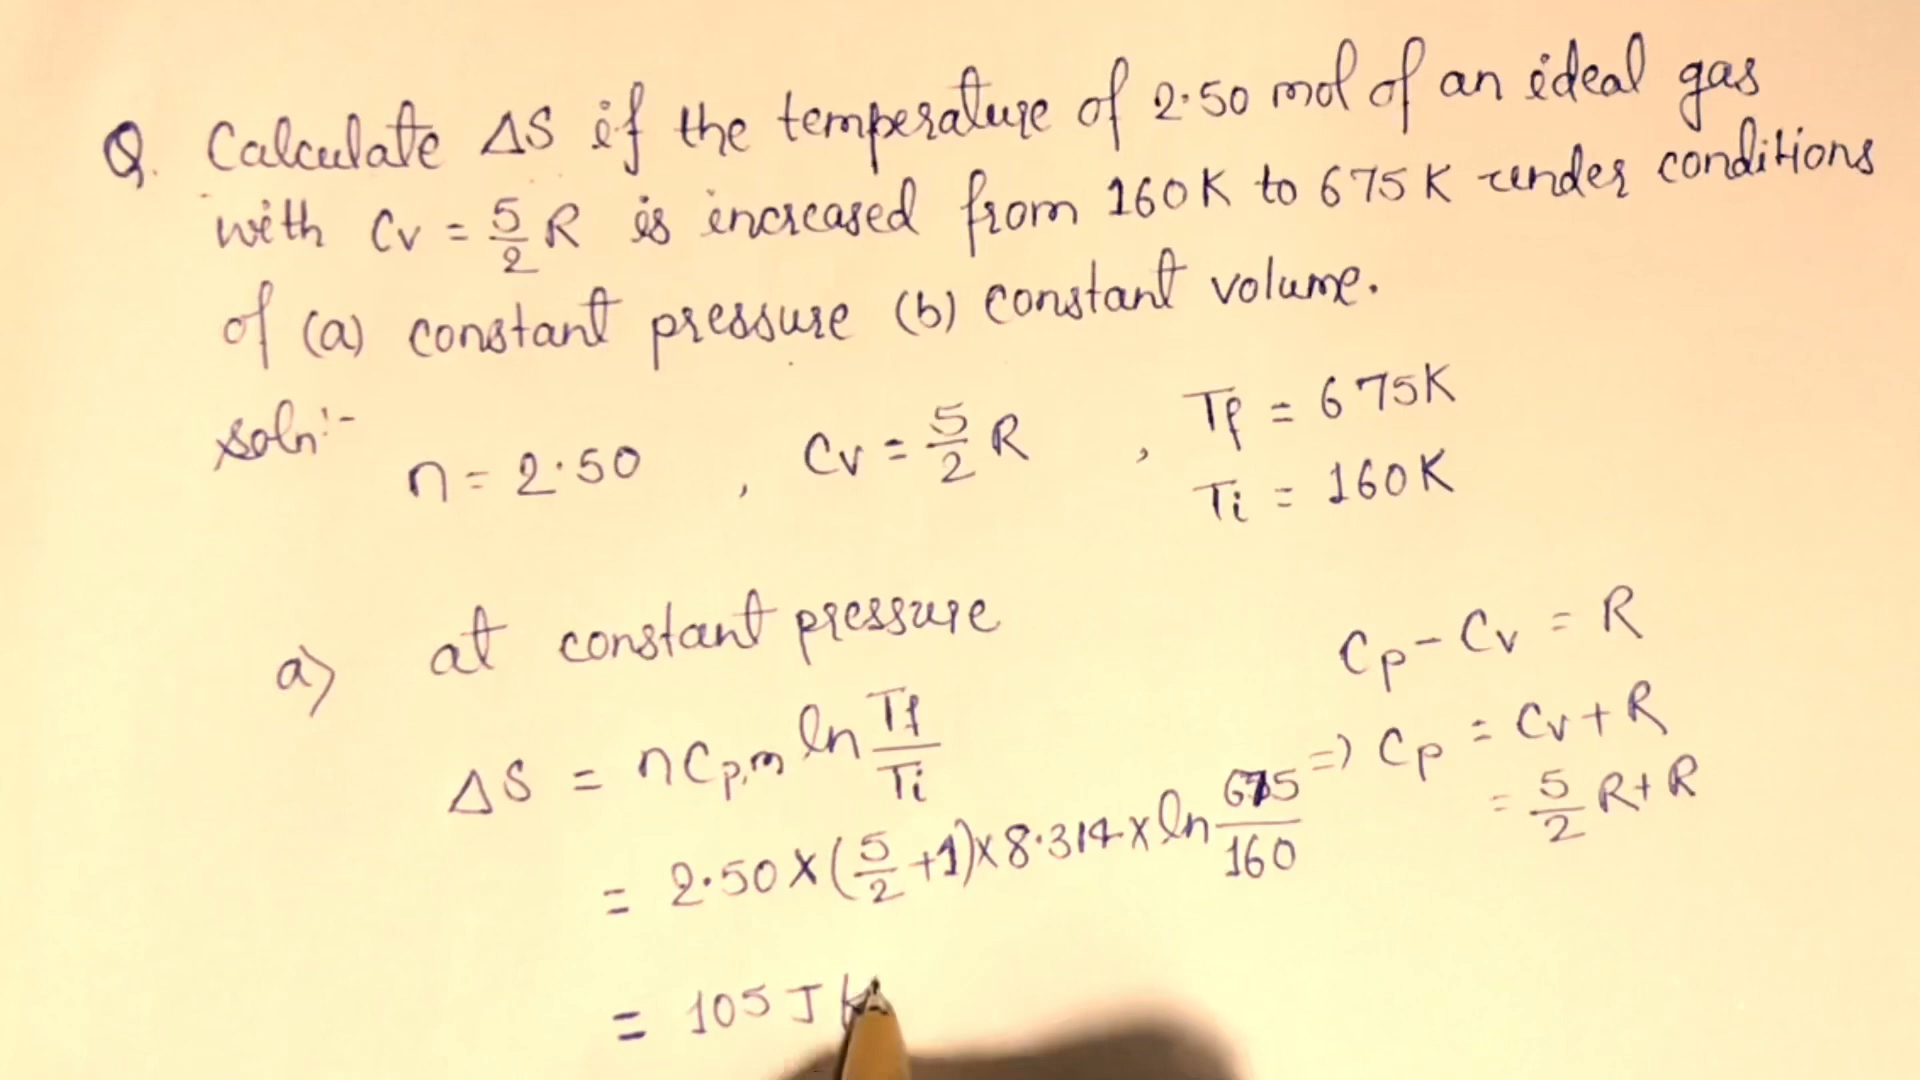 Q. Calculate ΔS if the temperature of 2.50 mol of an ideal gas
with Cv = 5/2 R is increased from 160K to 675K under conditions
of (a) constant pressure (b) constant volume.
soln:-
n = 2.50 , Cv = 5/2 R , Tf = 675K
Ti = 160K
a) at constant pressure
ΔS = nCp,m ln Tf/Ti
= 2.50 × (5/2 +1) × 8.314 × ln 675/160
= 105 J K
Cp - Cv = R
=) Cp = Cv + R
= 5/2 R + R